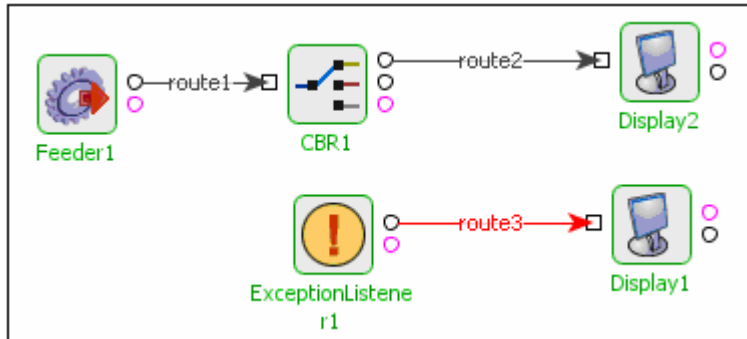 route1
route2
Feeder1
CBR1
Display2
route3
ExceptionListene
r1
Display1